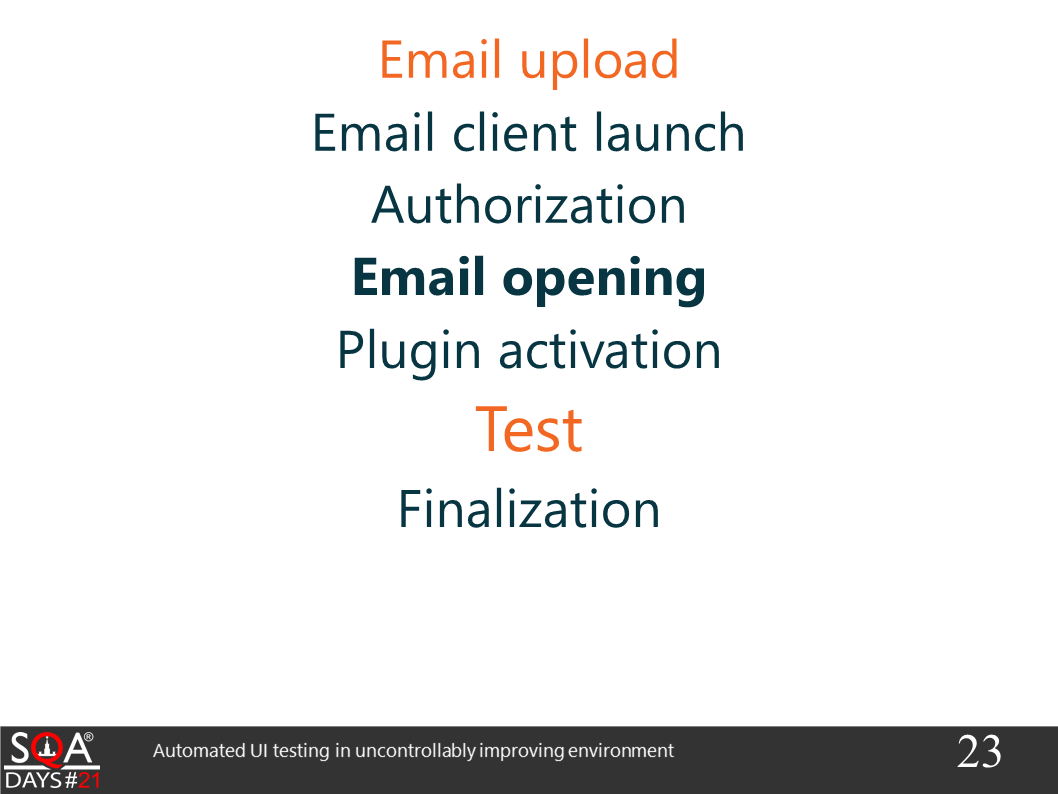 Email upload
Email client launch
Authorization
Email opening
Plugin activation
Test
Finalization
SQA®
DAYS#21
Automated UI testing in uncontrollably improving environment
23